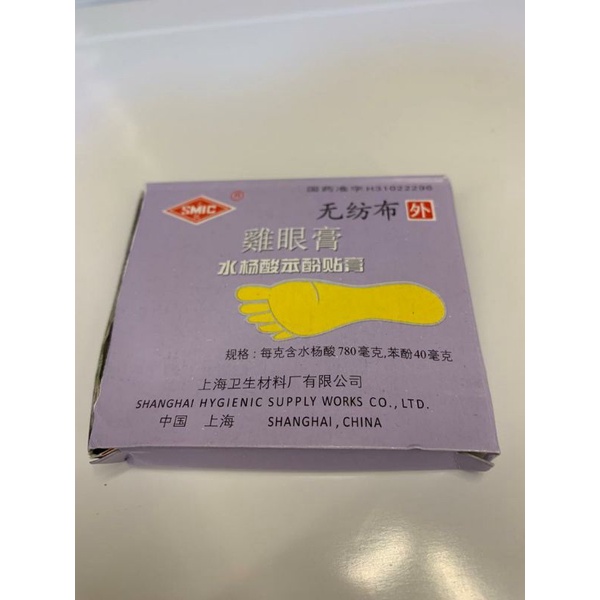 国药准字H31022298
SMIC ®
无纺布 外
雞眼膏
水杨酸苯酚贴膏
规格：每克含水杨酸780毫克,苯酚40毫克
上海卫生材料厂有限公司
SHANGHAI HYGIENIC SUPPLY WORKS CO., LTD.
中国 上海 SHANGHAI, CHINA